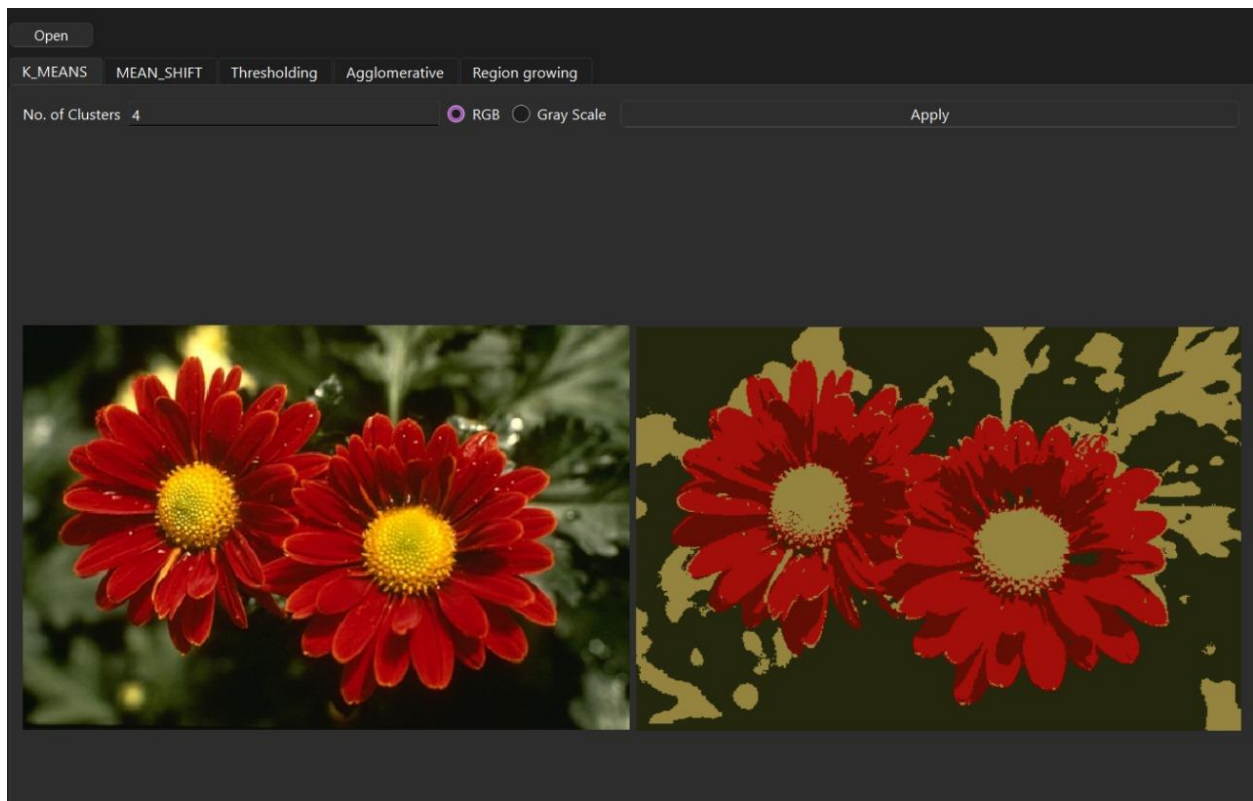 Open
K_MEANS MEAN_SHIFT Thresholding Agglomerative Region growing
No. of Clusters 4 RGB Gray Scale Apply